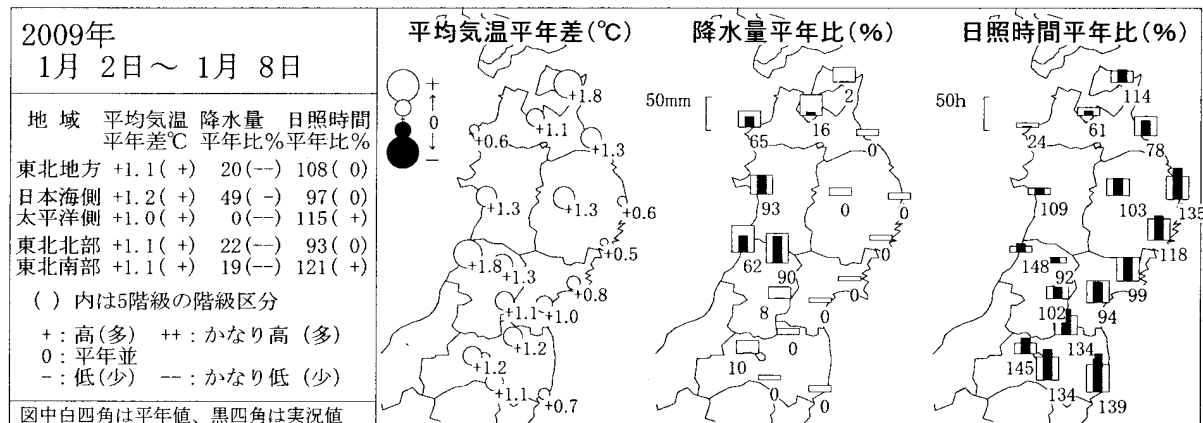 2009年
1月 2日～ 1月 8日
地 域 平均気温 降水量 日照時間
平年差℃ 平年比% 平年比%
東北地方 +1.1( +) 20(--) 108( 0)
日本海側 +1.2( +) 49( -) 97( 0)
太平洋側 +1.0( +) 0(--) 115( +)
東北北部 +1.1( +) 22(--) 93( 0)
東北南部 +1.1( +) 19(--) 121( +)
( ) 内は5階級の階級区分
+ : 高(多) ++ : かなり高 (多)
0 : 平年並
- : 低(少) -- : かなり低 (少)
図中白四角は平年値、黒四角は実況値
平均気温平年差(℃)
+
↑
0
↓
−
+1.8
+1.1
+0.6
+1.3
+1.3
+1.3
+0.6
+0.5
+1.8
+1.3
+0.8
+1.1
+1.0
+1.2
+1.2
+1.1
+0.7
降水量平年比(%)
50mm
2
16
65
0
93
0
0
62
90
0
0
8
0
0
10
0
0
日照時間平年比(%)
50h
114
61
24
78
109
103
135
118
148
92
99
102
94
134
145
134
139